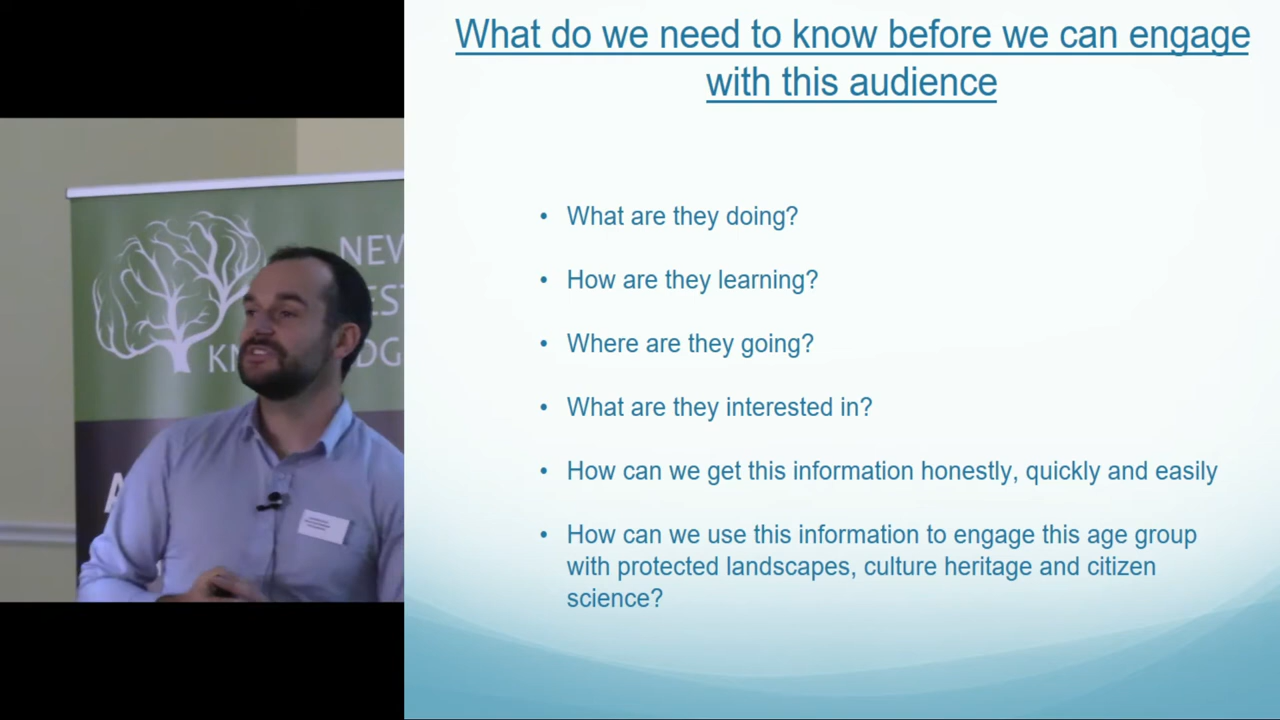 What do we need to know before we can engage
with this audience
• What are they doing?
• How are they learning?
• Where are they going?
• What are they interested in?
• How can we get this information honestly, quickly and easily
• How can we use this information to engage this age group
with protected landscapes, culture heritage and citizen
science?
NEW
EST
KN DG
A